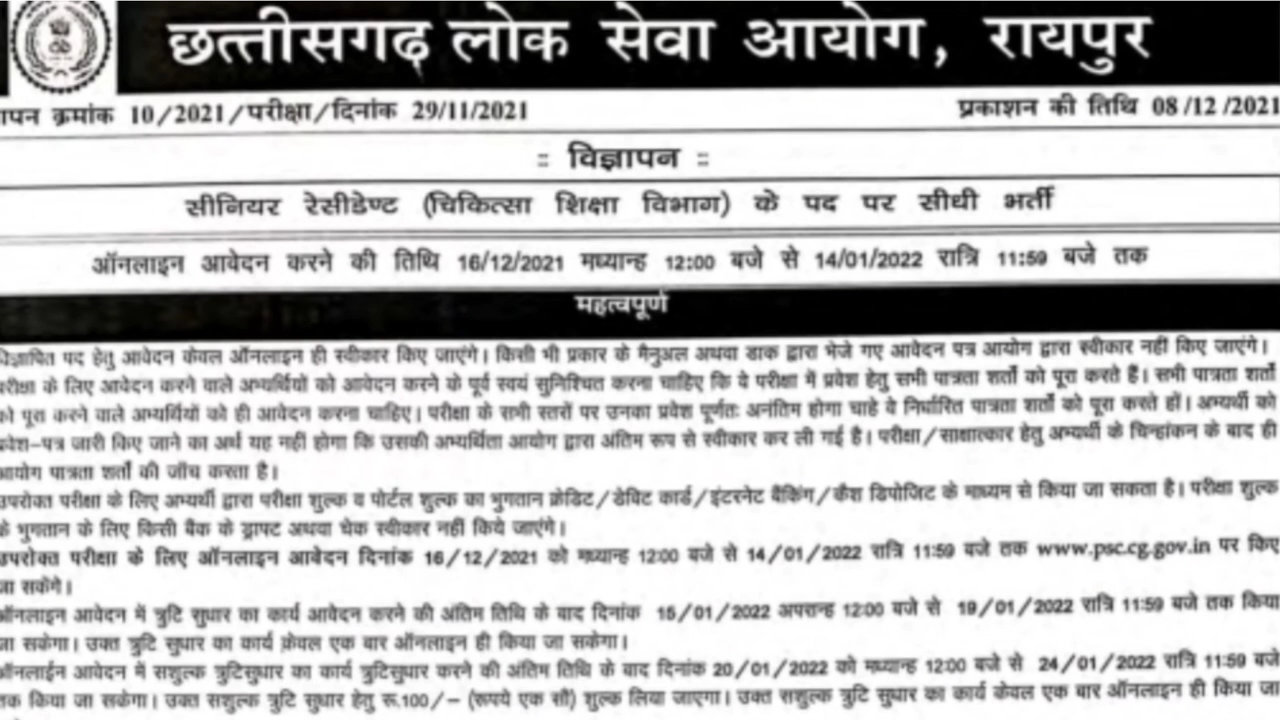 छत्तीसगढ़ लोक सेवा आयोग, रायपुर
ापन क्रमांक 10/2021/परीक्षा/दिनांक 29/11/2021 प्रकाशन की तिथि 08/12/2021
:: विज्ञापन ::
सीनियर रेसीडेण्ट (चिकित्सा शिक्षा विभाग) के पद पर सीधी भर्ती
ऑनलाइन आवेदन करने की तिथि 16/12/2021 मध्यान्ह 12:00 बजे से 14/01/2022 रात्रि 11:59 बजे तक
महत्वपूर्ण
विज्ञापित पद हेतु आवेदन केवल ऑनलाइन ही स्वीकार किए जाएंगे। किसी भी प्रकार के मैनुअल अथवा डाक द्वारा भेजे गए आवेदन पत्र आयोग द्वारा स्वीकार नहीं किए जाएंगे।
परीक्षा के लिए आवेदन करने वाले अभ्यर्थियों को आवेदन करने के पूर्व स्वयं सुनिश्चित करना चाहिए कि वे परीक्षा में प्रवेश हेतु सभी पात्रता शर्तो को पूरा करते हैं। सभी पात्रता शर्तो
को पूरा करने वाले अभ्यर्थियों को ही आवेदन करना चाहिए। परीक्षा के सभी स्तरों पर उनका प्रवेश पूर्णतः अनंतिम होगा चाहे वे निर्धारित पात्रता शर्तो को पूरा करते हों। अभ्यर्थी को
प्रवेश-पत्र जारी किए जाने का अर्थ यह नहीं होगा कि उसकी अभ्यर्थिता आयोग द्वारा अंतिम रूप से स्वीकार कर ली गई है। परीक्षा/साक्षात्कार हेतु अभ्यर्थी के चिन्हांकन के बाद ही
आयोग पात्रता शर्तो की जॉच करता है।
उपरोक्त परीक्षा के लिए अभ्यर्थी द्वारा परीक्षा शुल्क व पोर्टल शुल्क का भुगतान क्रेडिट/डेबिट कार्ड/इंटरनेट बैंकिंग/कैश डिपोजिट के माध्यम से किया जा सकता है। परीक्षा शुल्क
के भुगतान के लिए किसी बैंक के ड्राफ्ट अथवा चेक स्वीकार नहीं किये जाएंगे।
उपरोक्त परीक्षा के लिए ऑनलाइन आवेदन दिनांक 16/12/2021 को मध्यान्ह 12:00 बजे से 14/01/2022 रात्रि 11:59 बजे तक www.psc.cg.gov.in पर किए
जा सकेंगे।
ऑनलाइन आवेदन में त्रुटि सुधार का कार्य आवेदन करने की अंतिम तिथि के बाद दिनांक 15/01/2022 अपरान्ह 12:00 बजे से 19/01/2022 रात्रि 11:59 बजे तक किया
जा सकेगा। उक्त त्रुटि सुधार का कार्य केवल एक बार ऑनलाइन ही किया जा सकेगा।
ऑनलाईन आवेदन में सशुल्क त्रुटिसुधार का कार्य त्रुटिसुधार करने की अंतिम तिथि के बाद दिनांक 20/01/2022 को मध्यान्ह 12:00 बजे से 24/01/2022 रात्रि 11:59 बजे
तक किया जा सकेगा। उक्त सशुल्क त्रुटि सुधार हेतु रू.100/- (रूपये एक सौ) शुल्क लिया जाएगा। उक्त सशुल्क त्रुटि सुधार का कार्य केवल एक बार ऑनलाइन ही किया जा